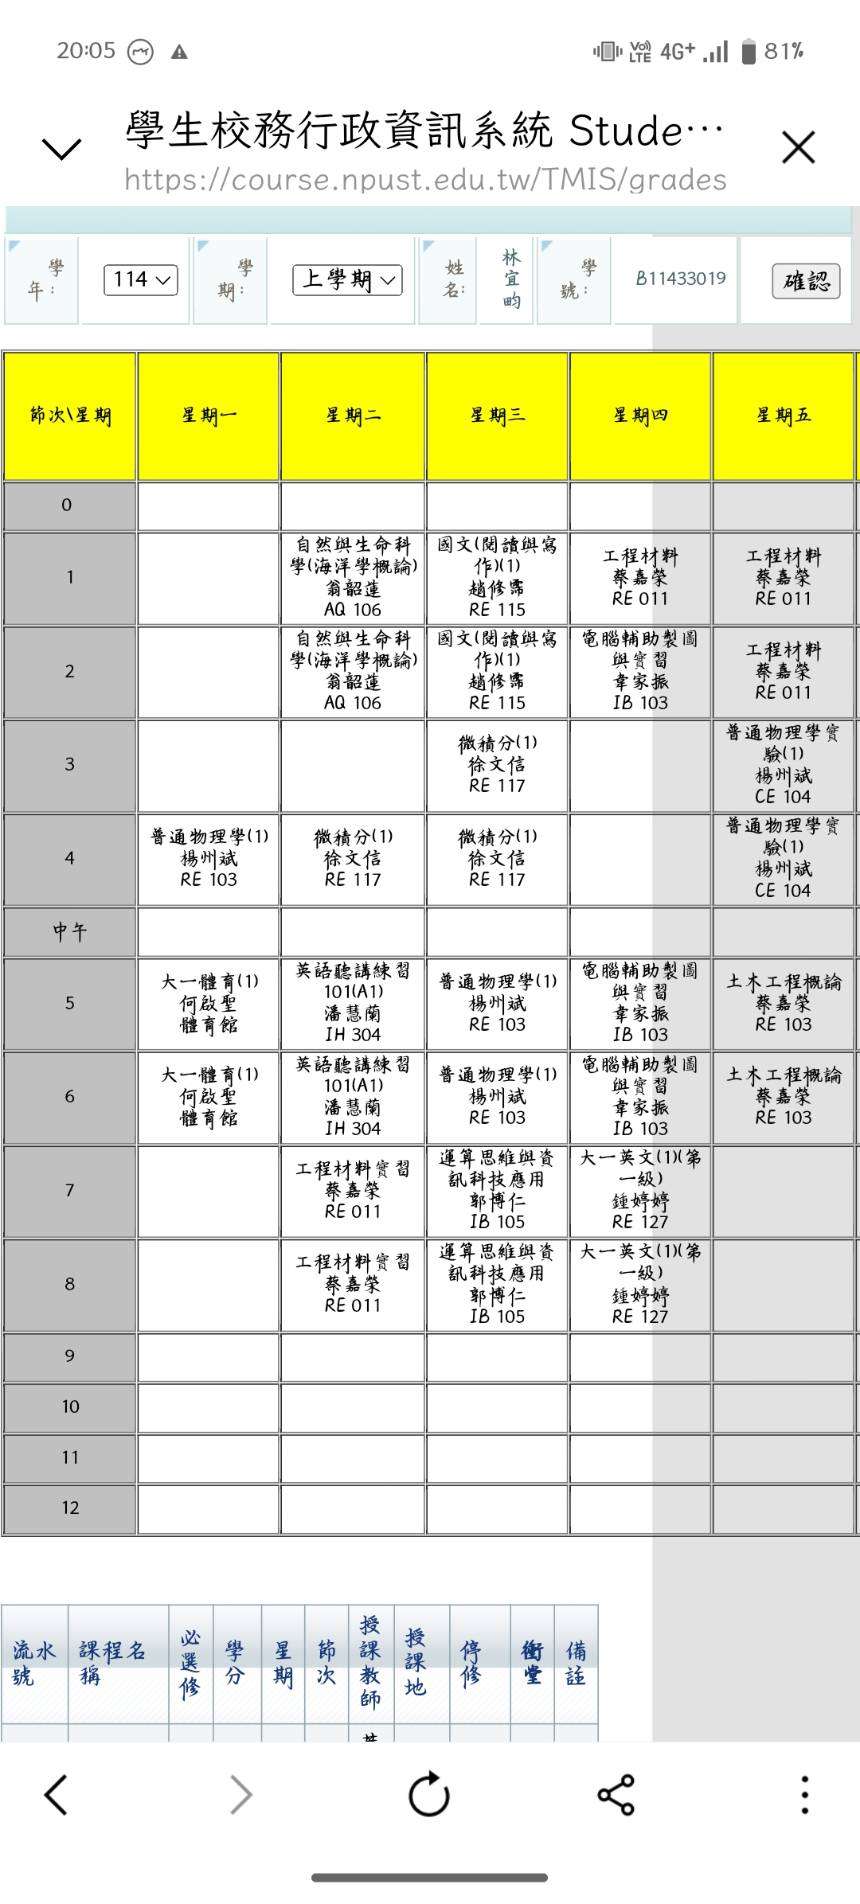 20:05
Vo)) LTE 4G+ 81%
學生校務行政資訊系統 Stude…
https://course.npust.edu.tw/TMIS/grades
學年: 114 學期: 上學期 姓名: 林宜畇 學號: B11433019 確認
節次\星期 星期一 星期二 星期三 星期四 星期五
0
1
自然與生命科
學(海洋學概論)
翁韶蓮
AQ 106
國文(閱讀與寫
作)(1)
趙修霈
RE 115
工程材料
蔡嘉榮
RE 011
工程材料
蔡嘉榮
RE 011
2
自然與生命科
學(海洋學概論)
翁韶蓮
AQ 106
國文(閱讀與寫
作)(1)
趙修霈
RE 115
電腦輔助製圖
與實習
韋家振
IB 103
工程材料
蔡嘉榮
RE 011
3
微積分(1)
徐文信
RE 117
普通物理學實
驗(1)
楊州斌
CE 104
4
普通物理學(1)
楊州斌
RE 103
微積分(1)
徐文信
RE 117
微積分(1)
徐文信
RE 117
普通物理學實
驗(1)
楊州斌
CE 104
中午
5
大一體育(1)
何啟聖
體育館
英語聽講練習
101(A1)
潘慧蘭
IH 304
普通物理學(1)
楊州斌
RE 103
電腦輔助製圖
與實習
韋家振
IB 103
土木工程概論
蔡嘉榮
RE 103
6
大一體育(1)
何啟聖
體育館
英語聽講練習
101(A1)
潘慧蘭
IH 304
普通物理學(1)
楊州斌
RE 103
電腦輔助製圖
與實習
韋家振
IB 103
土木工程概論
蔡嘉榮
RE 103
7
工程材料實習
蔡嘉榮
RE 011
運算思維與資
訊科技應用
郭博仁
IB 105
大一英文(1)(第
一級)
鍾婷婷
RE 127
8
工程材料實習
蔡嘉榮
RE 011
運算思維與資
訊科技應用
郭博仁
IB 105
大一英文(1)(第
一級)
鍾婷婷
RE 127
9
10
11
12
流水號 課程名稱 必選修 學分 星期 節次 授課教師 授課地 停修 衝堂 備註